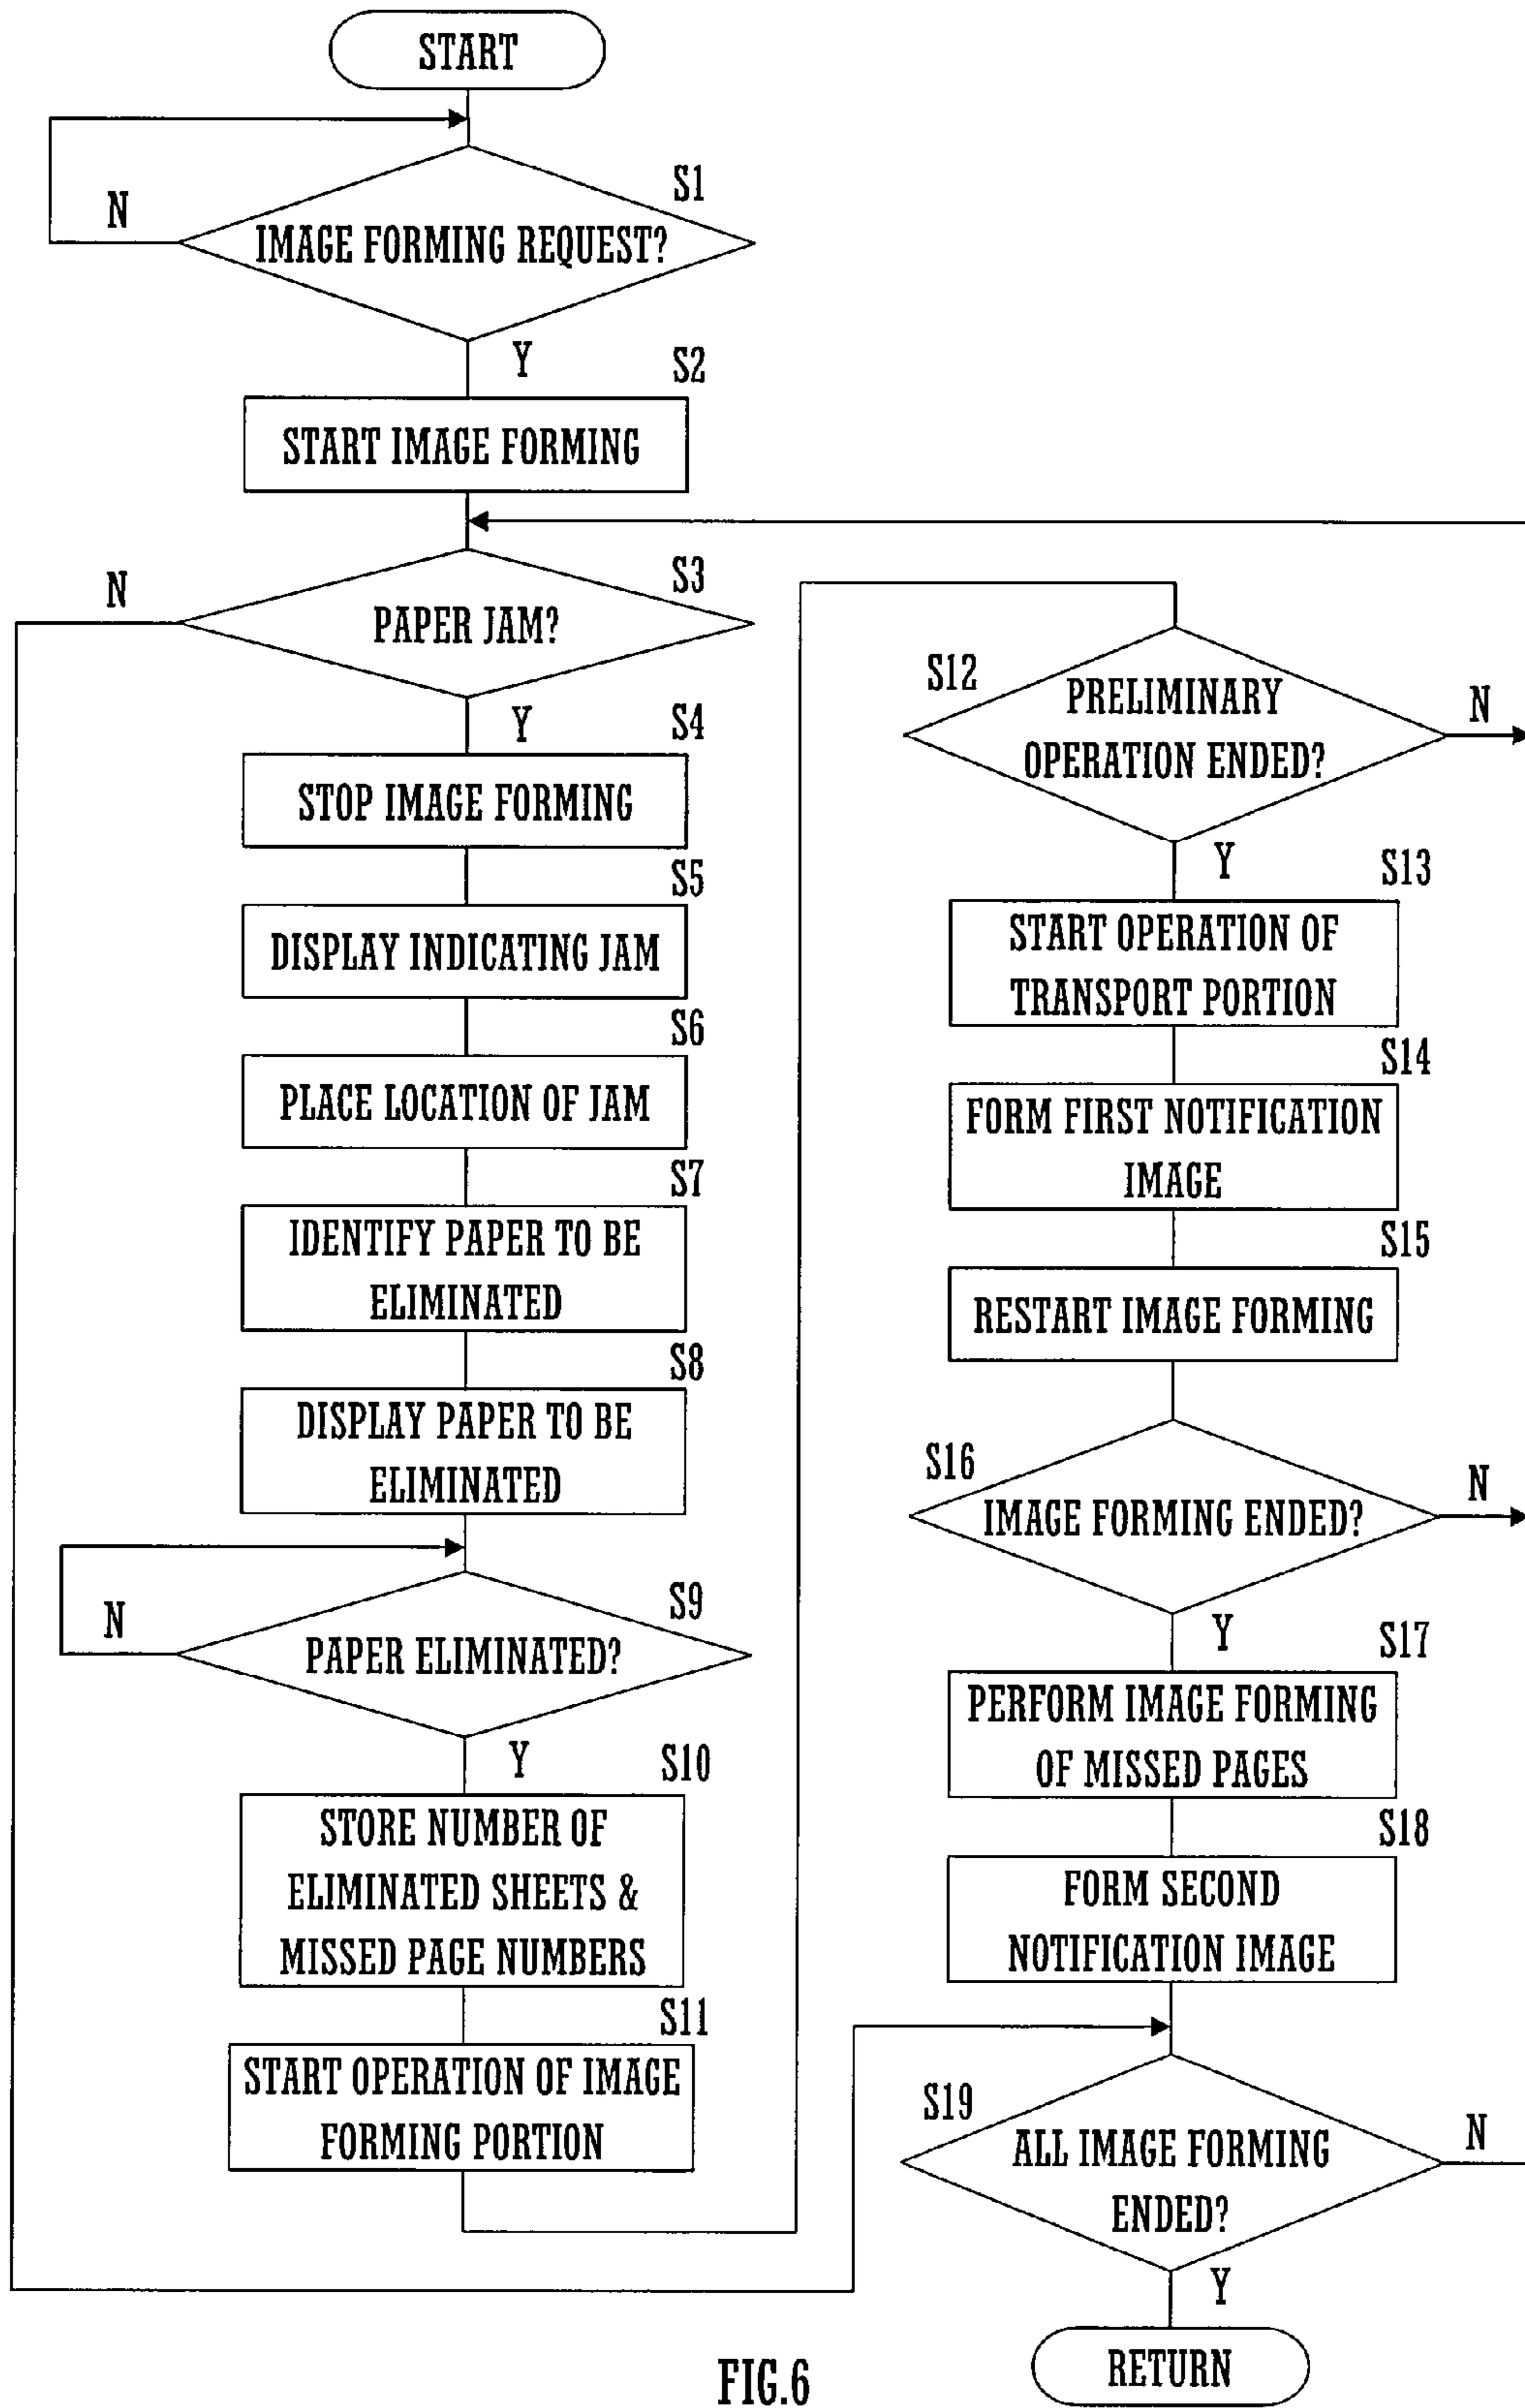 START
S1
N
IMAGE FORMING REQUEST?
Y
S2
START IMAGE FORMING
S3
N
PAPER JAM?
Y
S4
STOP IMAGE FORMING
S5
DISPLAY INDICATING JAM
S6
PLACE LOCATION OF JAM
S7
IDENTIFY PAPER TO BE
ELIMINATED
S8
DISPLAY PAPER TO BE
ELIMINATED
S9
N
PAPER ELIMINATED?
Y
S10
STORE NUMBER OF
ELIMINATED SHEETS &
MISSED PAGE NUMBERS
S11
START OPERATION OF IMAGE
FORMING PORTION
S12
PRELIMINARY
OPERATION ENDED?
N
Y
S13
START OPERATION OF
TRANSPORT PORTION
S14
FORM FIRST NOTIFICATION
IMAGE
S15
RESTART IMAGE FORMING
S16
IMAGE FORMING ENDED?
N
Y
S17
PERFORM IMAGE FORMING
OF MISSED PAGES
S18
FORM SECOND
NOTIFICATION IMAGE
S19
ALL IMAGE FORMING
ENDED?
N
Y
RETURN
FIG.6